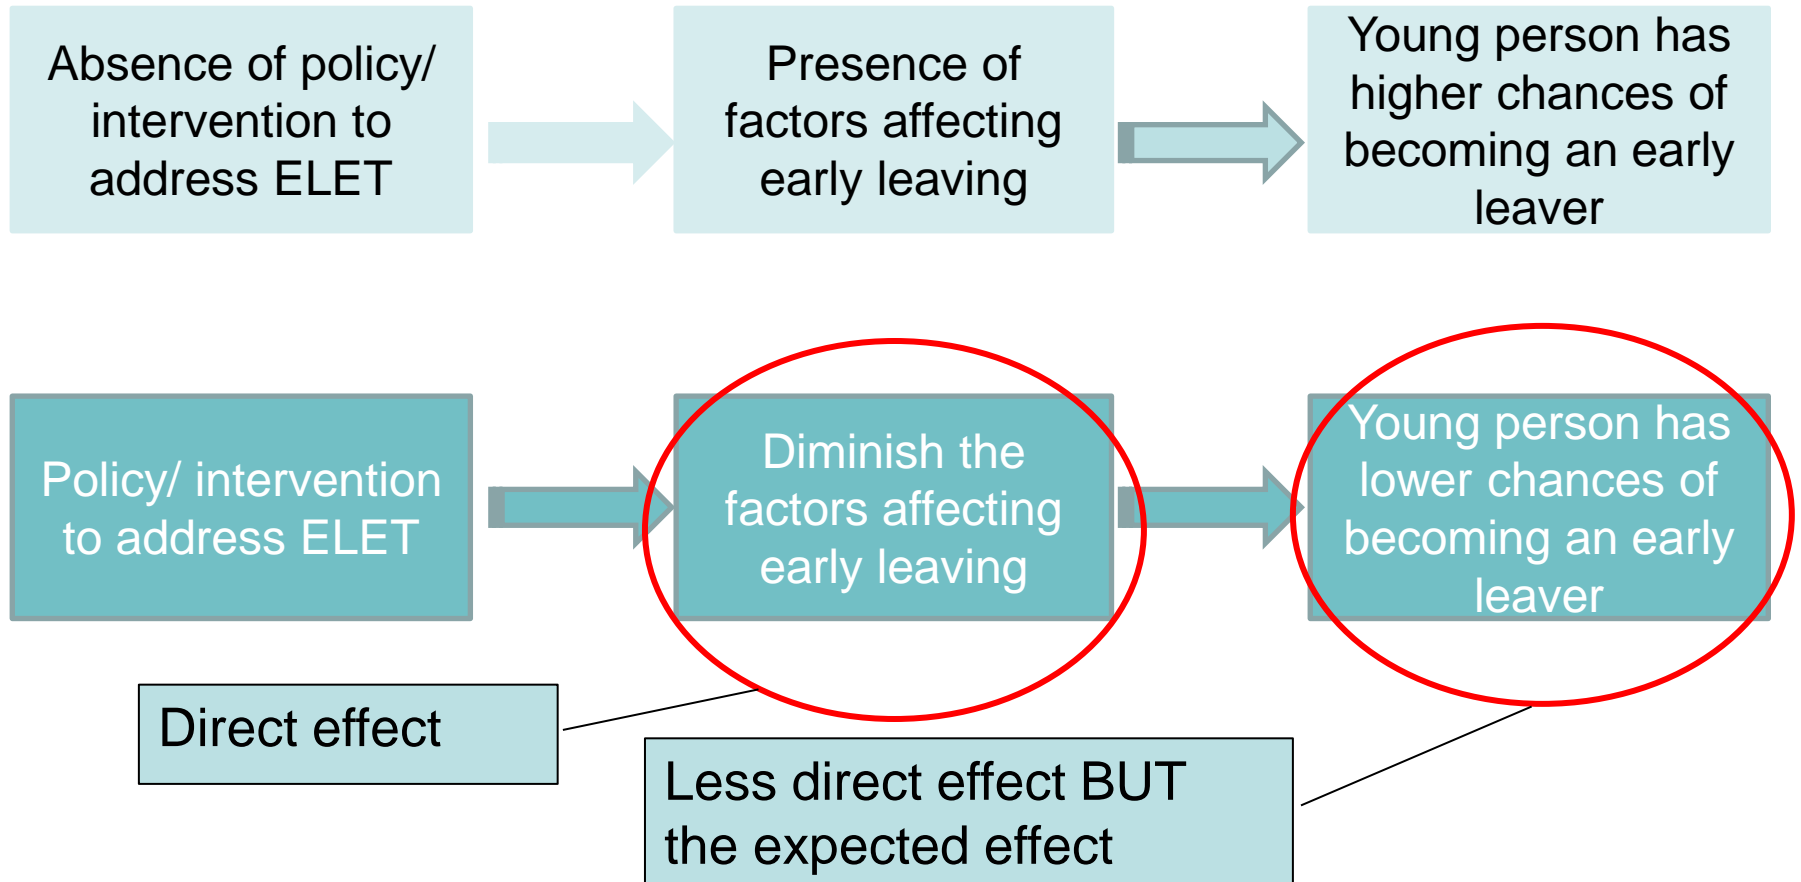 Absence of policy/
intervention to
address ELET
Presence of
factors affecting
early leaving
Young person has
higher chances of
becoming an early
leaver
Policy/ intervention
to address ELET
Diminish the
factors affecting
early leaving
Young person has
lower chances of
becoming an early
leaver
Direct effect
Less direct effect BUT
the expected effect